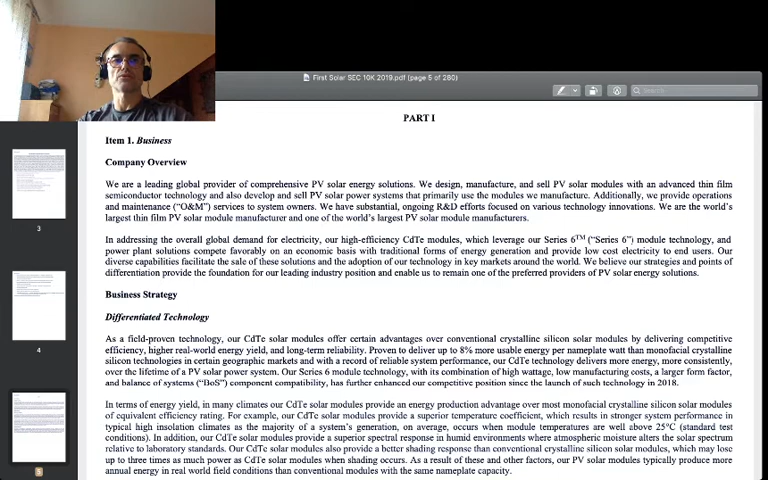 First Solar SEC 10K 2019.pdf (page 5 of 280)
Search
PART I
Item 1. Business
Company Overview
We are a leading global provider of comprehensive PV solar energy solutions. We design, manufacture, and sell PV solar modules with an advanced thin film
semiconductor technology and also develop and sell PV solar power systems that primarily use the modules we manufacture. Additionally, we provide operations
and maintenance (“O&M”) services to system owners. We have substantial, ongoing R&D efforts focused on various technology innovations. We are the world’s
largest thin film PV solar module manufacturer and one of the world’s largest PV solar module manufacturers.
In addressing the overall global demand for electricity, our high-efficiency CdTe modules, which leverage our Series 6TM (“Series 6”) module technology, and
power plant solutions compete favorably on an economic basis with traditional forms of energy generation and provide low cost electricity to end users. Our
diverse capabilities facilitate the sale of these solutions and the adoption of our technology in key markets around the world. We believe our strategies and points of
differentiation provide the foundation for our leading industry position and enable us to remain one of the preferred providers of PV solar energy solutions.
Business Strategy
Differentiated Technology
As a field-proven technology, our CdTe solar modules offer certain advantages over conventional crystalline silicon solar modules by delivering competitive
efficiency, higher real-world energy yield, and long-term reliability. Proven to deliver up to 8% more usable energy per nameplate watt than monofacial crystalline
silicon technologies in certain geographic markets and with a record of reliable system performance, our CdTe technology delivers more energy, more consistently,
over the lifetime of a PV solar power system. Our Series 6 module technology, with its combination of high wattage, low manufacturing costs, a larger form factor,
and balance of systems (“BoS”) component compatibility, has further enhanced our competitive position since the launch of such technology in 2018.
In terms of energy yield, in many climates our CdTe solar modules provide an energy production advantage over most monofacial crystalline silicon solar modules
of equivalent efficiency rating. For example, our CdTe solar modules provide a superior temperature coefficient, which results in stronger system performance in
typical high insolation climates as the majority of a system’s generation, on average, occurs when module temperatures are well above 25°C (standard test
conditions). In addition, our CdTe solar modules provide a superior spectral response in humid environments where atmospheric moisture alters the solar spectrum
relative to laboratory standards. Our CdTe solar modules also provide a better shading response than conventional crystalline silicon solar modules, which may lose
up to three times as much power as CdTe solar modules when shading occurs. As a result of these and other factors, our PV solar modules typically produce more
annual energy in real world field conditions than conventional modules with the same nameplate capacity.
3
4
5